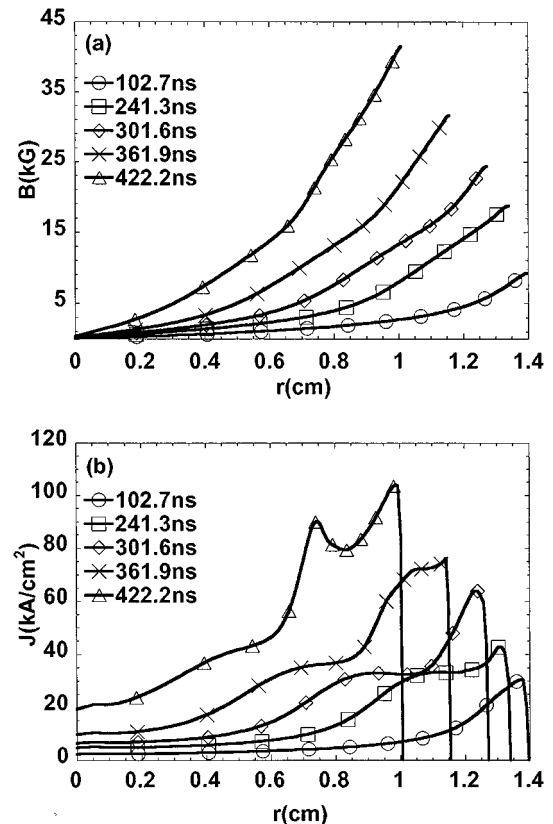 45
(a)
102.7ns
35
241.3ns
301.6ns
25
361.9ns
422.2ns
B(kG)
15
5
0 0.2 0.4 0.6 0.8 1 1.2 1.4
r(cm)
120
(b)
100
102.7ns
241.3ns
80
301.6ns
361.9ns
60
422.2ns
J(kA/cm²)
40
20
0
0 0.2 0.4 0.6 0.8 1 1.2 1.4
r(cm)